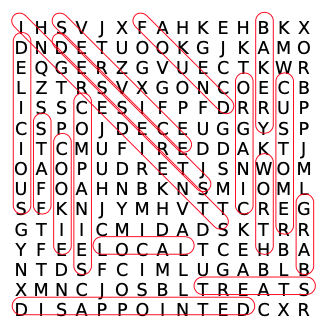 I H S V J X F A H K E H B K X
D N D E T U O O K G J K A M O
E Q G E R Z G V U E C T K W R
L Z T R S V X G O N C O E C B
I S S C E S I F P F D R R U P
C S P O J D E C E U G G Y S P
I T C M U F I R E D D A K T J
O A O P U D R E T J S N W O M
U F O A H N B K N S M I O M L
S F K N J Y M H V T T C R E G
G T I I C M I D A D S K T R R
Y F E E L O C A L T C E H B A
N T D S F C I M L U G A B L B
X M N C J O S B L T R E A T S
D I S A P P O I N T E D C X R